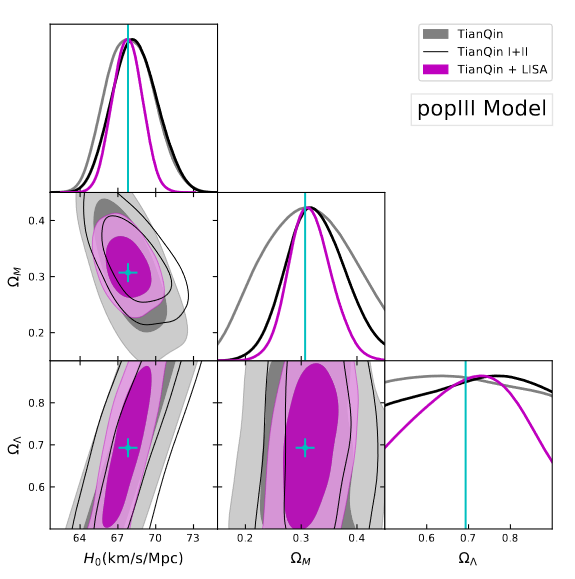 TianQin
TianQin I+II
TianQin + LISA
popIII Model
0.4
0.3
0.2
Ω_M
0.8
0.7
0.6
Ω_Λ
64 67 70 73
0.2 0.3 0.4
0.6 0.8
H_0(km/s/Mpc)
Ω_M
Ω_Λ